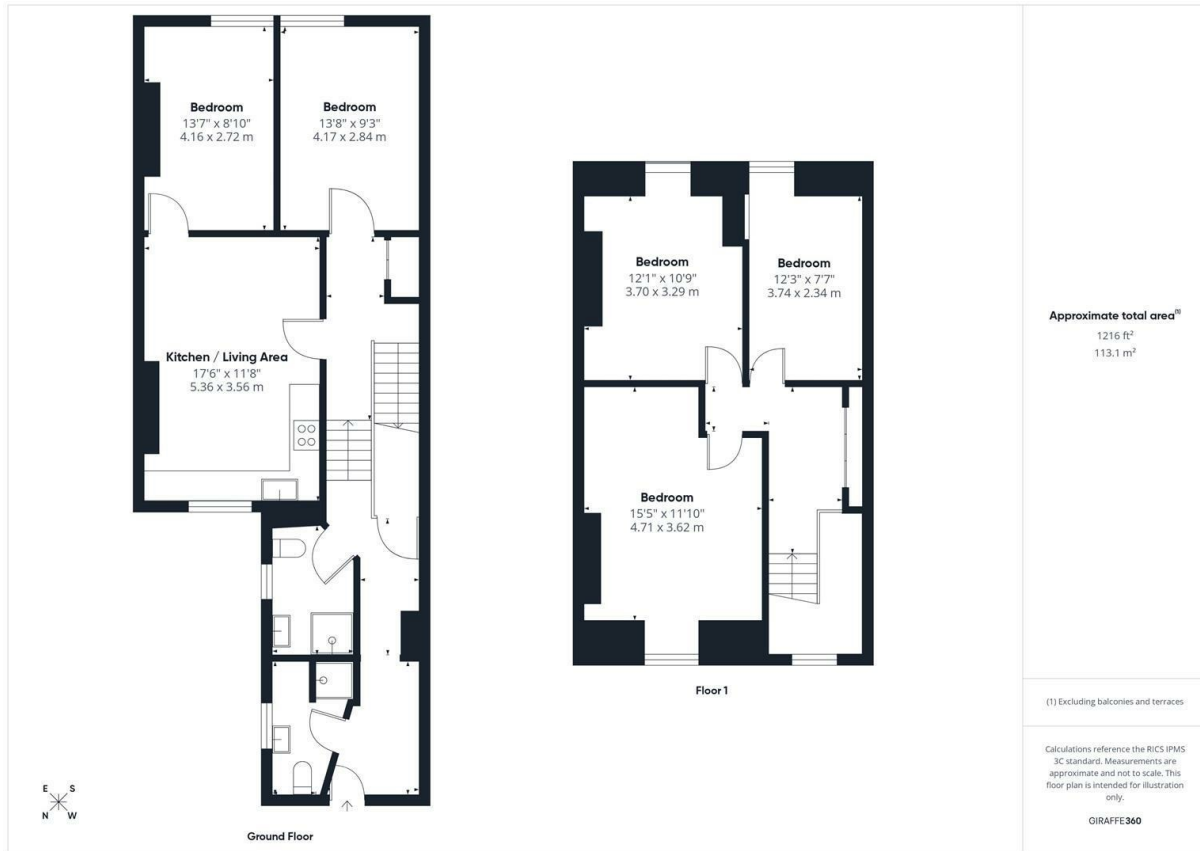 Bedroom
13'7" x 8'10"
4.16 x 2.72 m
Bedroom
13'8" x 9'3"
4.17 x 2.84 m
Kitchen / Living Area
17'6" x 11'8"
5.36 x 3.56 m
E S
N W
Ground Floor
Bedroom
12'1" x 10'9"
3.70 x 3.29 m
Bedroom
12'3" x 7'7"
3.74 x 2.34 m
Bedroom
15'5" x 11'10"
4.71 x 3.62 m
Floor 1
Approximate total area(1)
1216 ft²
113.1 m²
(1) Excluding balconies and terraces
Calculations reference the RICS IPMS
3C standard. Measurements are
approximate and not to scale. This
floor plan is intended for illustration
only.
GIRAFFE360